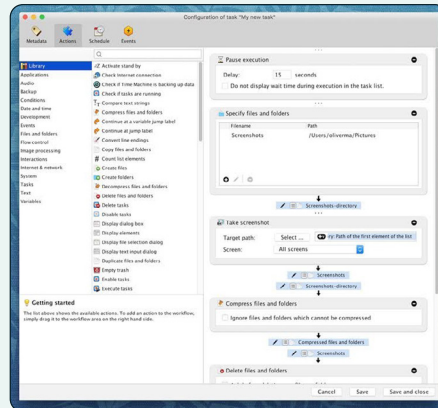 Configuration of task "My new task"
Metadata
Actions
Schedule
Events
Library
Applications
Audio
Backup
Conditions
Date and time
Development
Events
Files and folders
Flow control
Image processing
Interactions
Internet & network
System
Tasks
Text
Variables
Activate stand by
Check internet connection
Check if Time Machine is backing up data
Check if tasks are running
Compare text strings
Compress files and folders
Continue at a variable jump label
Continue at jump label
Convert line endings
Copy files and folders
Count list elements
Create files
Create folders
Decompress files and folders
Delete files and folders
Delete tasks
Disable tasks
Display dialog box
Display elements
Display file selection dialog
Display text input dialog
Duplicate files and folders
Empty trash
Enable tasks
Execute tasks
Getting started
The list above shows the available actions. To add an action to the workflow,
simply drag it to the workflow area on the right hand side.
Pause execution
Delay: 15 seconds
Do not display wait time during execution in the task list.
Specify files and folders
Filename Path
Screenshots /Users/oliverma/Pictures
Screenshots-directory
Take screenshot
Target path: Select ... ry: Path of the first element of the list
Screen: All screens
Screenshots
Screenshots-directory
Compress files and folders
Ignore files and folders which cannot be compressed
Compressed files and folders
Screenshots
Delete files and folders
Cancel Save Save and close